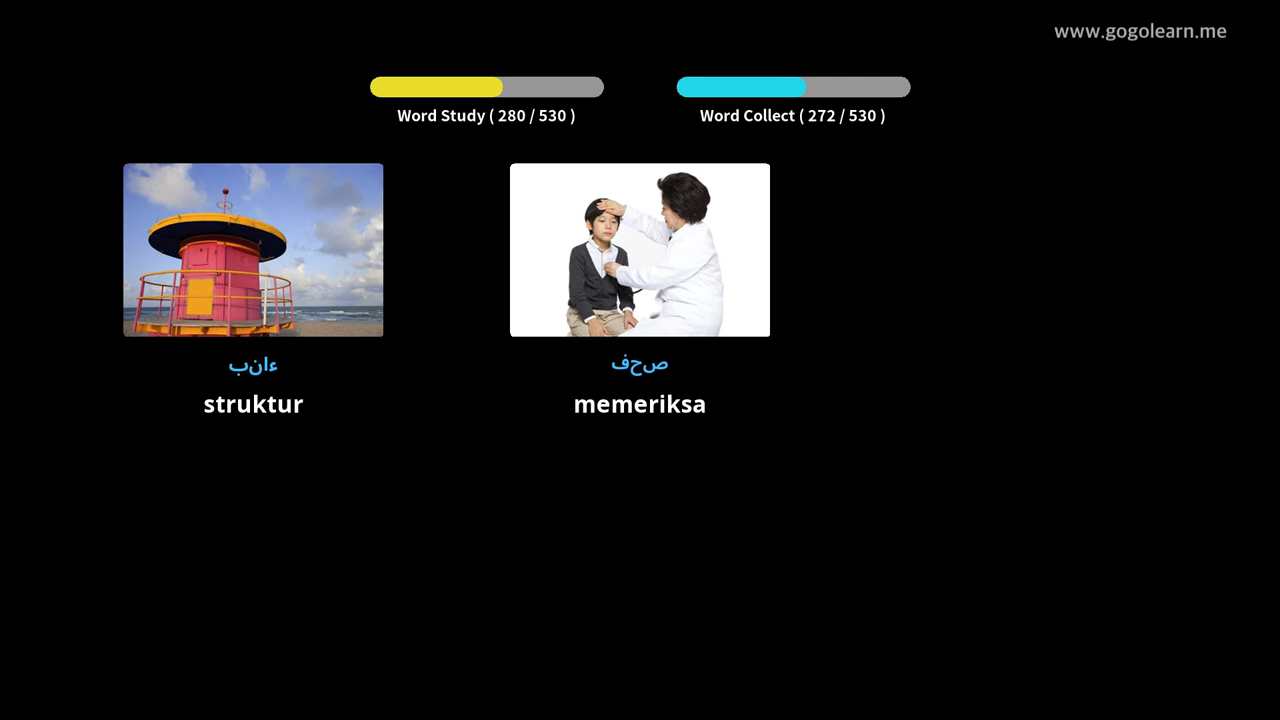 www.gogolearn.me
Word Study ( 280 / 530 )
Word Collect ( 272 / 530 )
ءانب
صحف
struktur
memeriksa